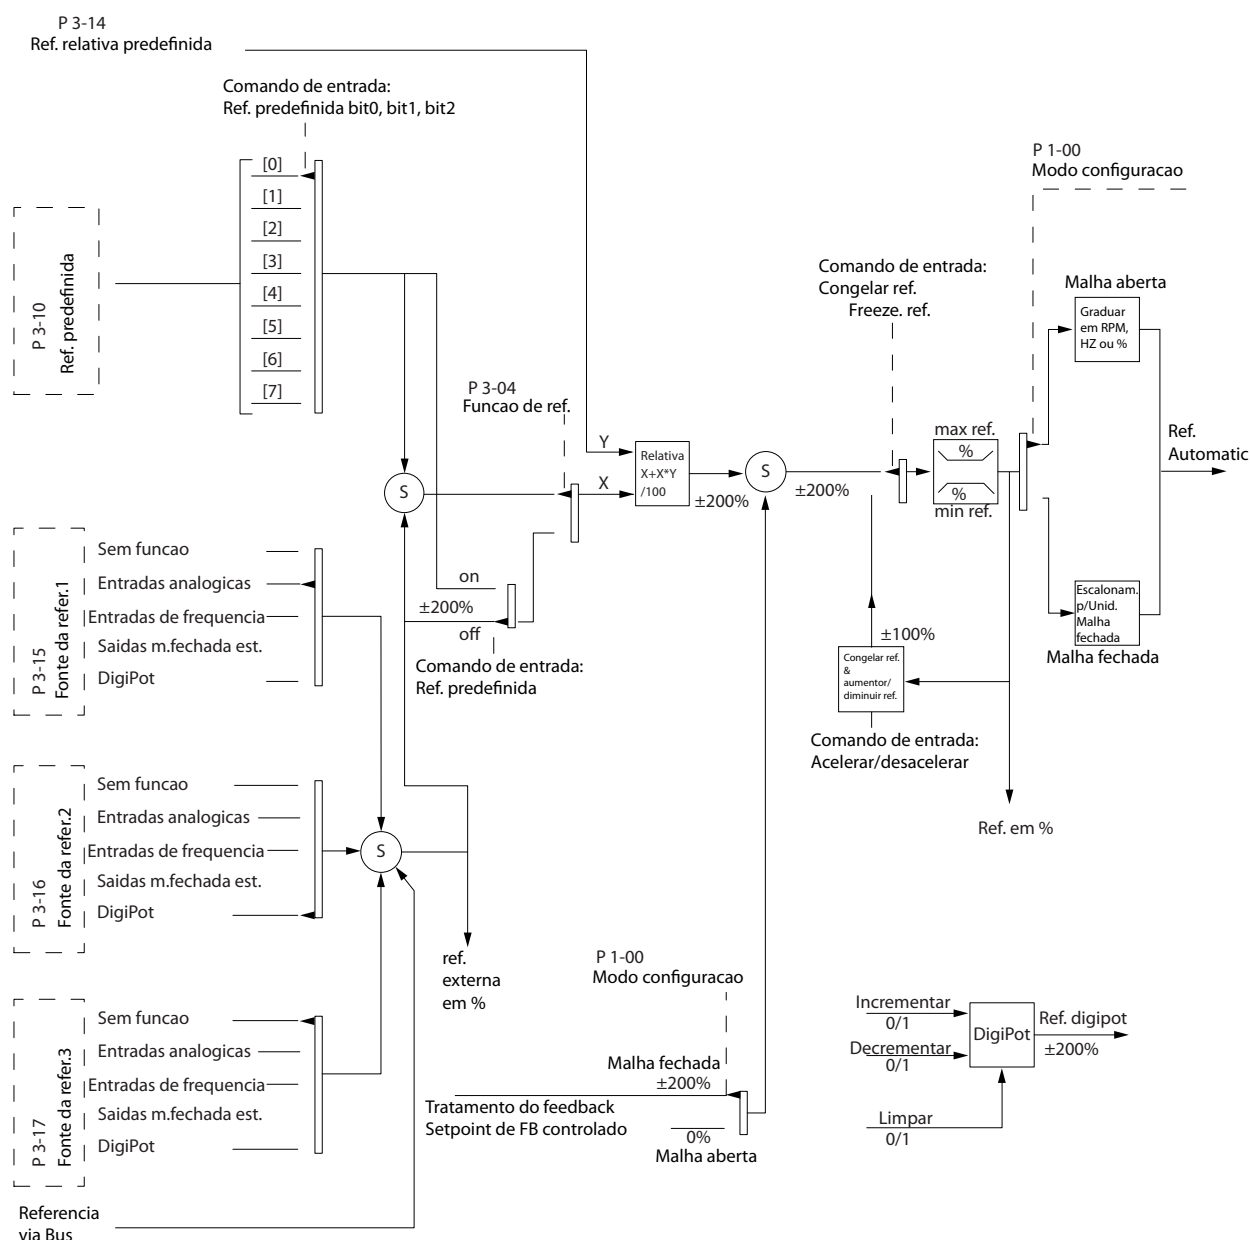 P 3-14
Ref. relativa predefinida
Comando de entrada:
Ref. predefinida bit0, bit1, bit2
[0]
[1]
[2]
[3]
[4]
[5]
[6]
[7]
P 3-10
Ref. predefinida
P 1-00
Modo configuracao
Comando de entrada:
Congelar ref.
Freeze. ref.
Malha aberta
Graduar
em RPM,
HZ ou %
P 3-04
Funcao de ref.
Y
X
Relativa
X+X*Y
/100
±200%
S
±200%
max ref.
%
%
min ref.
Ref.
Automatic
S
on
±200%
off
Comando de entrada:
Ref. predefinida
P 3-15
Fonte da refer.1
Sem funcao
Entradas analogicas
Entradas de frequencia
Saidas m.fechada est.
DigiPot
Escalonam.
p/Unid.
Malha
fechada
Malha fechada
±100%
Congelar ref.
&
aumentor/
diminuir ref.
Comando de entrada:
Acelerar/desacelerar
Ref. em %
P 3-16
Fonte da refer.2
Sem funcao
Entradas analogicas
Entradas de frequencia
Saidas m.fechada est.
DigiPot
S
ref.
externa
em %
P 1-00
Modo configuracao
Malha fechada
±200%
Tratamento do feedback
Setpoint de FB controlado
0%
Malha aberta
Incrementar
0/1
Decrementar
0/1
DigiPot
Ref. digipot
±200%
Limpar
0/1
P 3-17
Fonte da refer.3
Sem funcao
Entradas analogicas
Entradas de frequencia
Saidas m.fechada est.
DigiPot
Referencia
via Bus